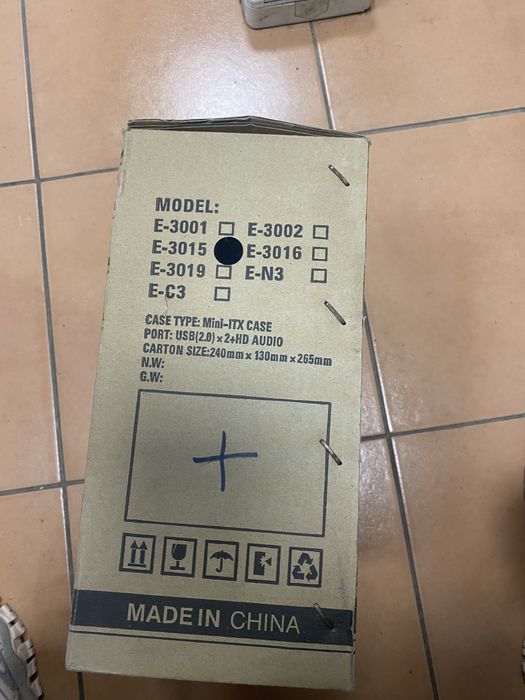 MODEL:
E-3001 E-3002
E-3015 E-3016
E-3019 E-N3
E-C3
CASE TYPE: Mini-ITX CASE
PORT: USB(2.0) x 2+HD AUDIO
CARTON SIZE:240mm x 130mm x 265mm
N.W:
G.W:
MADE IN CHINA